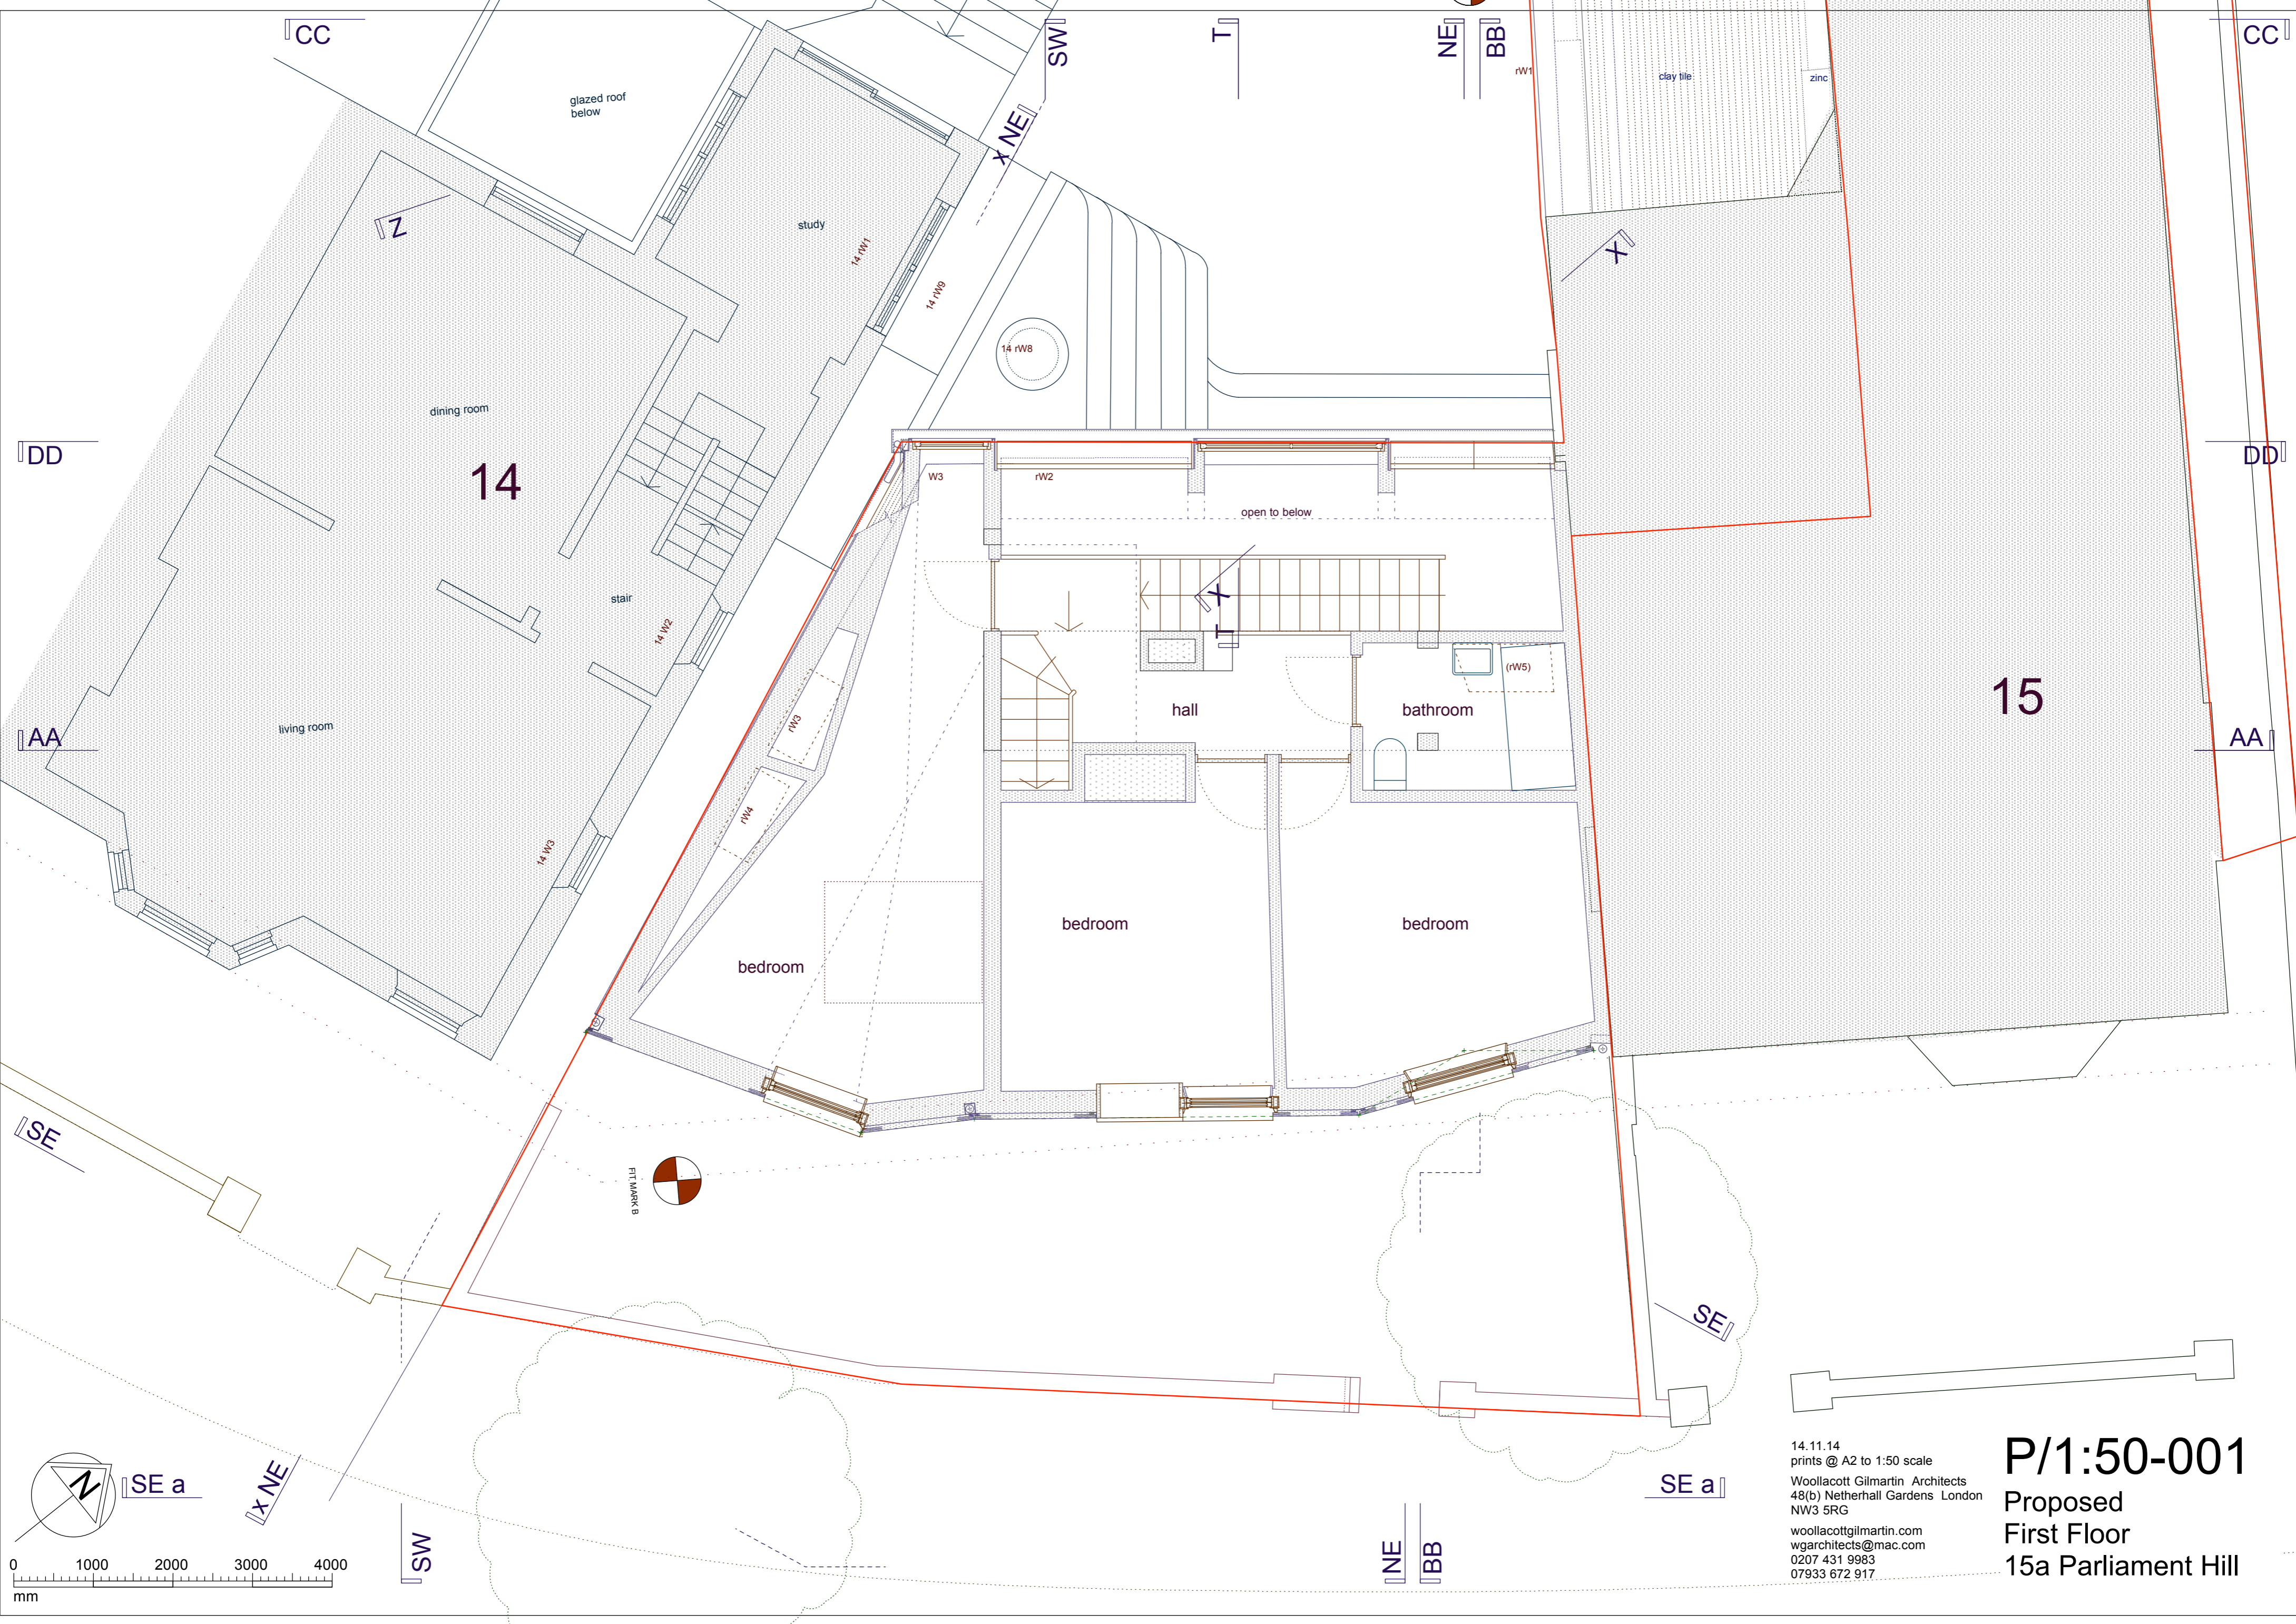 CC
SW
T
NE
BB
CC
rW1
clay tile
zinc
glazed roof
below
x NE
Z
study
14 rW1
14 rW9
X
14 rW8
dining room
DD
14
DD
W3
rW2
open to below
stair
14 W2
X
T
(rW5)
15
hall
bathroom
rW3
living room
AA
AA
rW4
14 W3
bedroom
bedroom
bedroom
SE
FIT MARK B
SE
N
SE a
x NE
SW
SE a
NE
BB
0 1000 2000 3000 4000
mm
14.11.14
prints @ A2 to 1:50 scale
Woollacott Gilmartin Architects
48(b) Netherhall Gardens London
NW3 5RG
woollacottgilmartin.com
wgarchitects@mac.com
0207 431 9983
07933 672 917
P/1:50-001
Proposed
First Floor
15a Parliament Hill